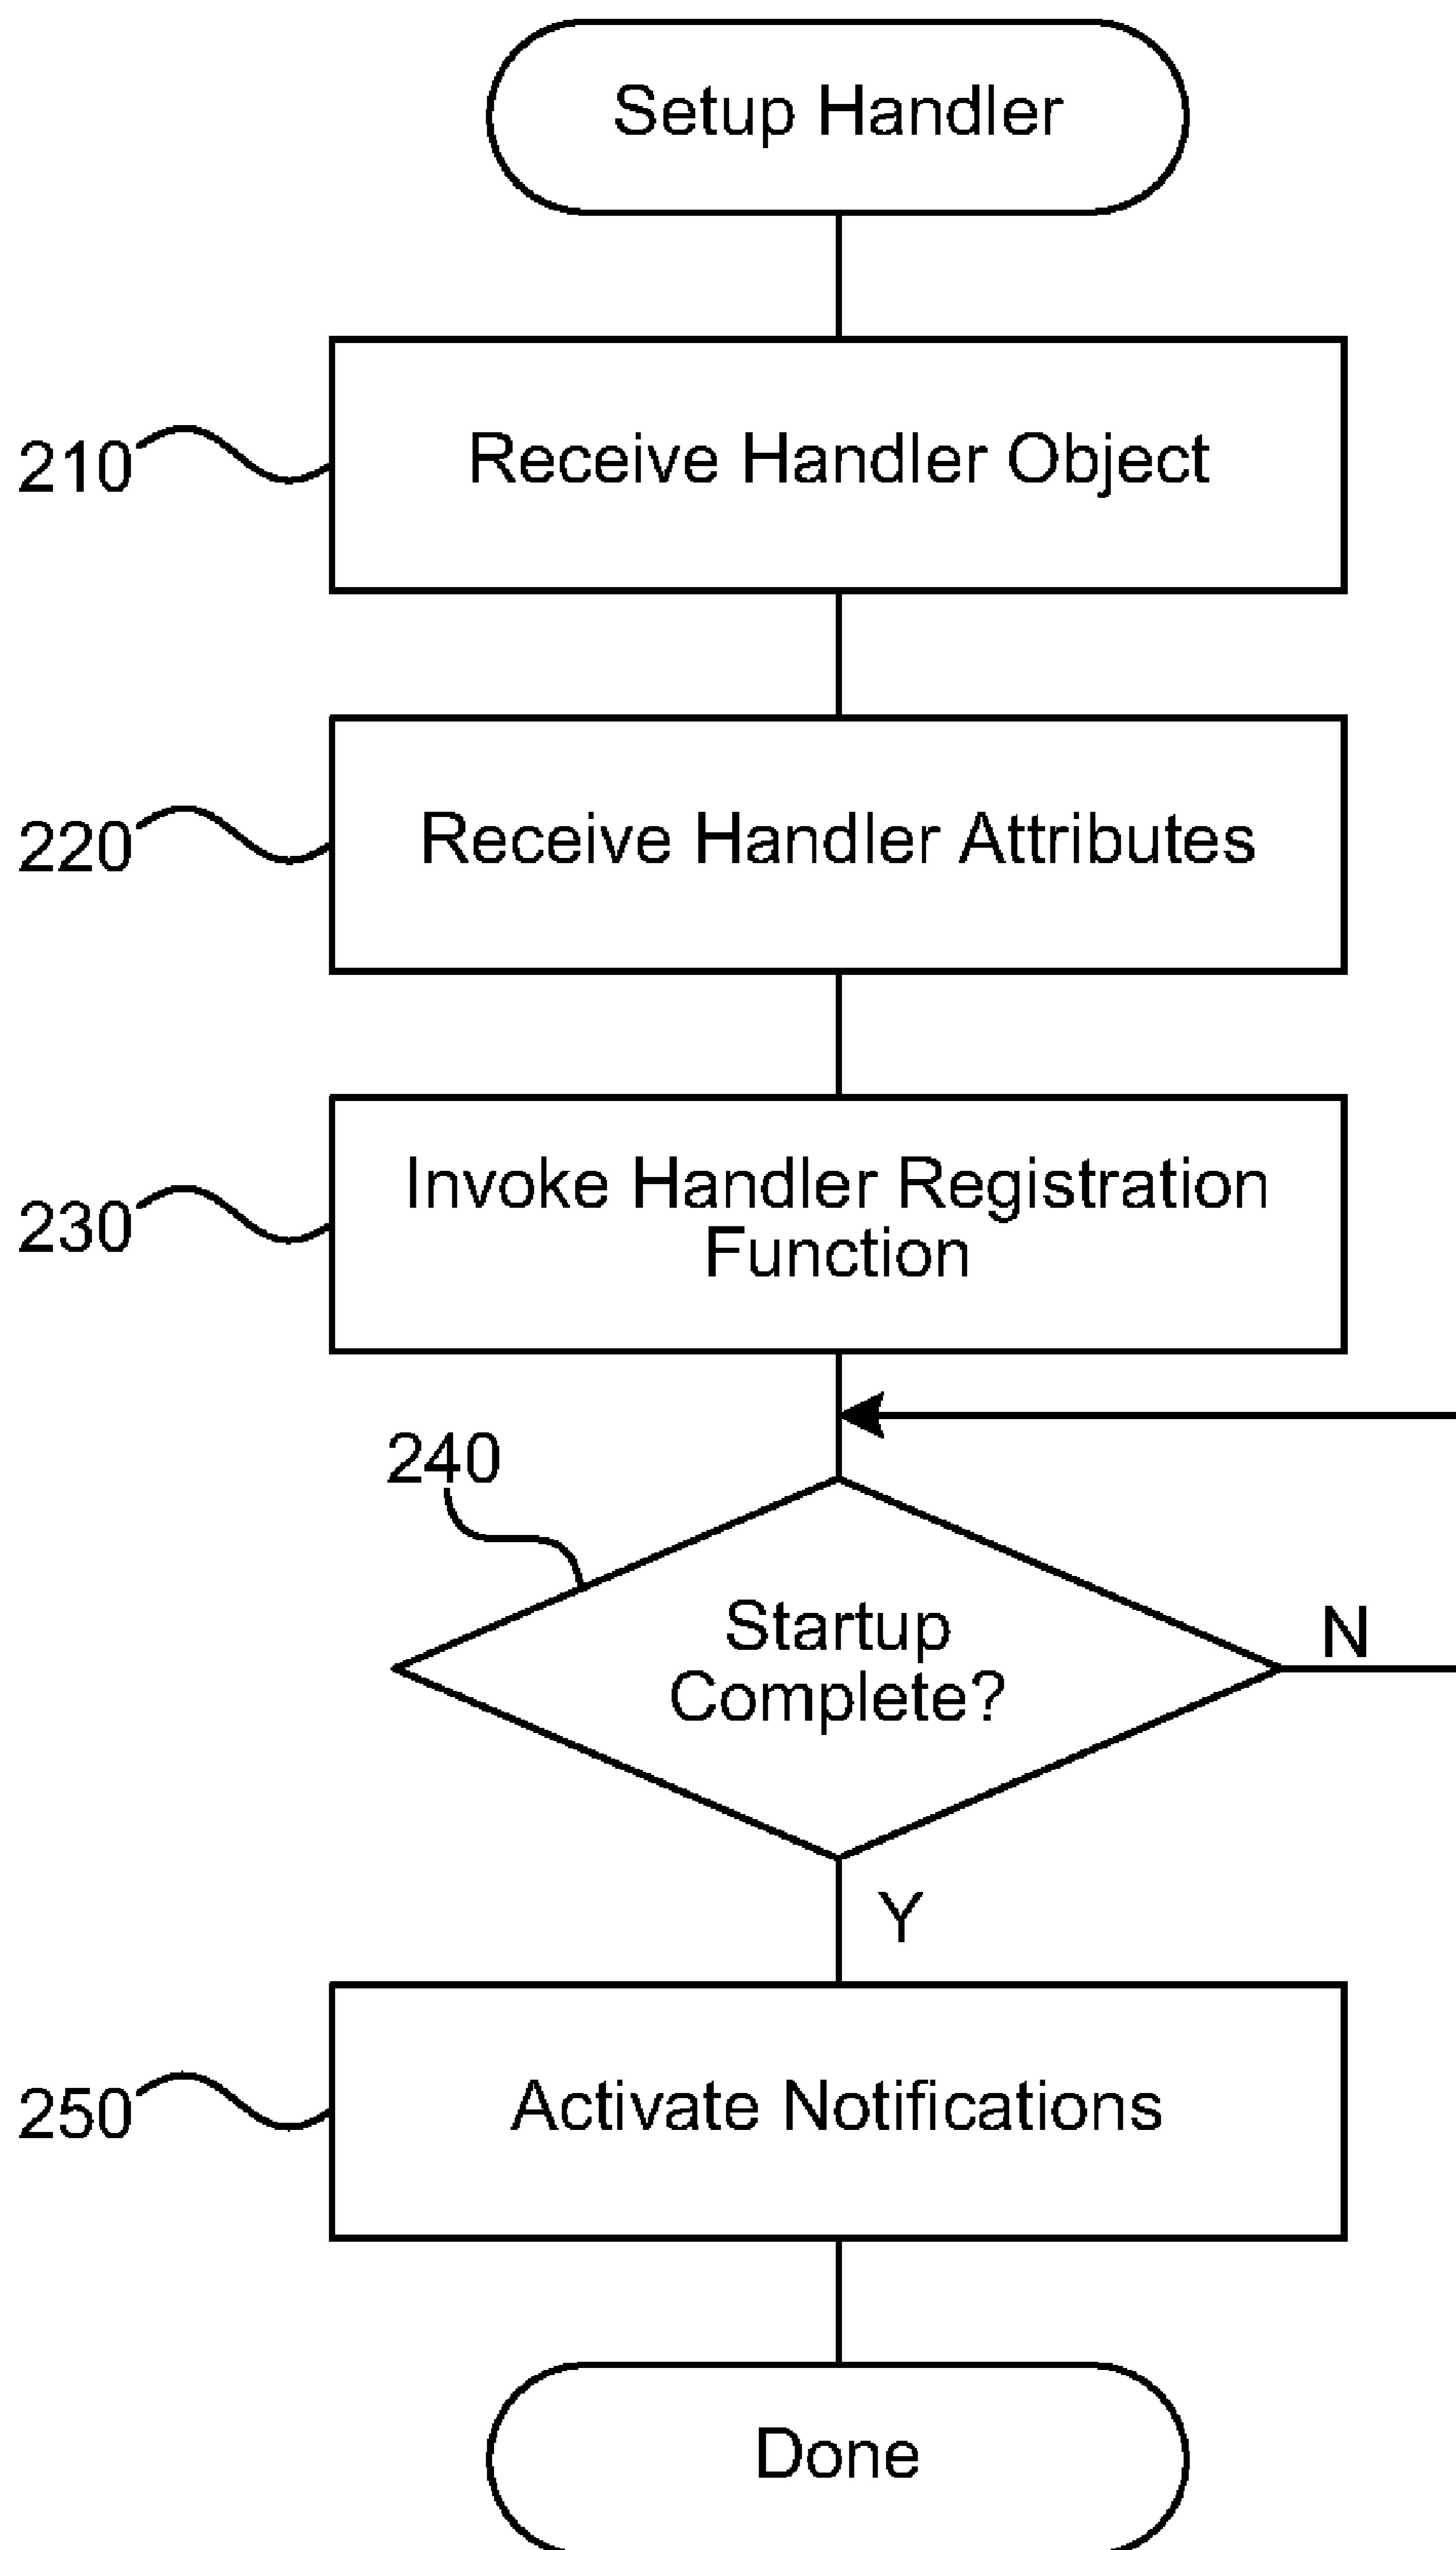 Setup Handler
210
Receive Handler Object
220
Receive Handler Attributes
230
Invoke Handler Registration
Function
240
Startup
Complete?
N
Y
250
Activate Notifications
Done